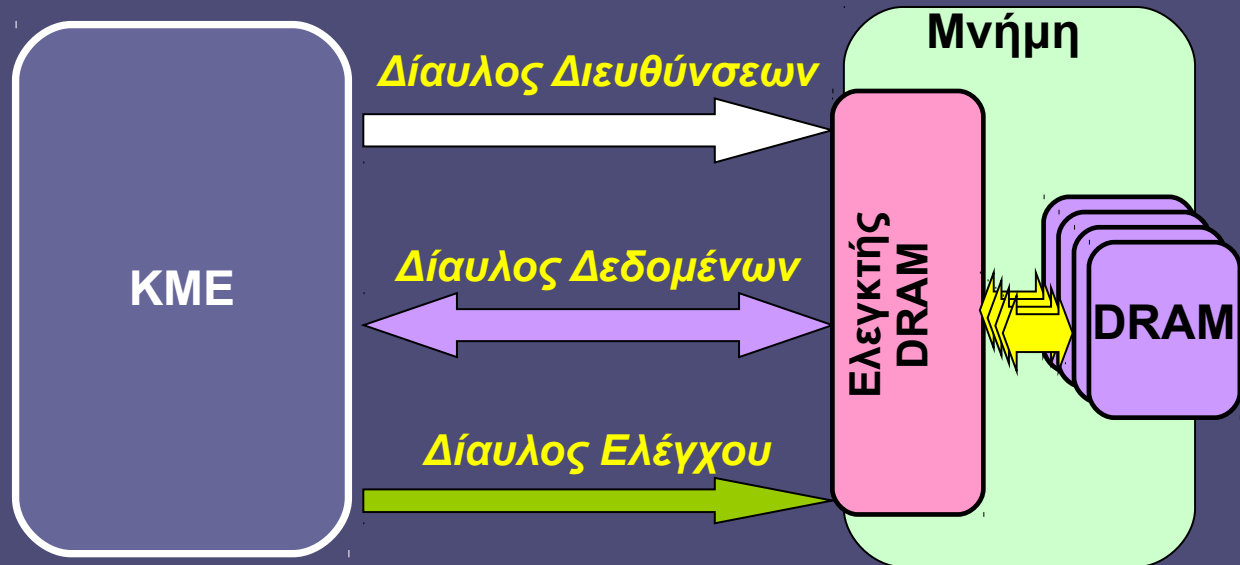 Μνήμη
Δίαυλος Διευθύνσεων
ΚΜΕ
Δίαυλος Δεδομένων
Ελεγκτής
DRAM
DRAM
Δίαυλος Ελέγχου